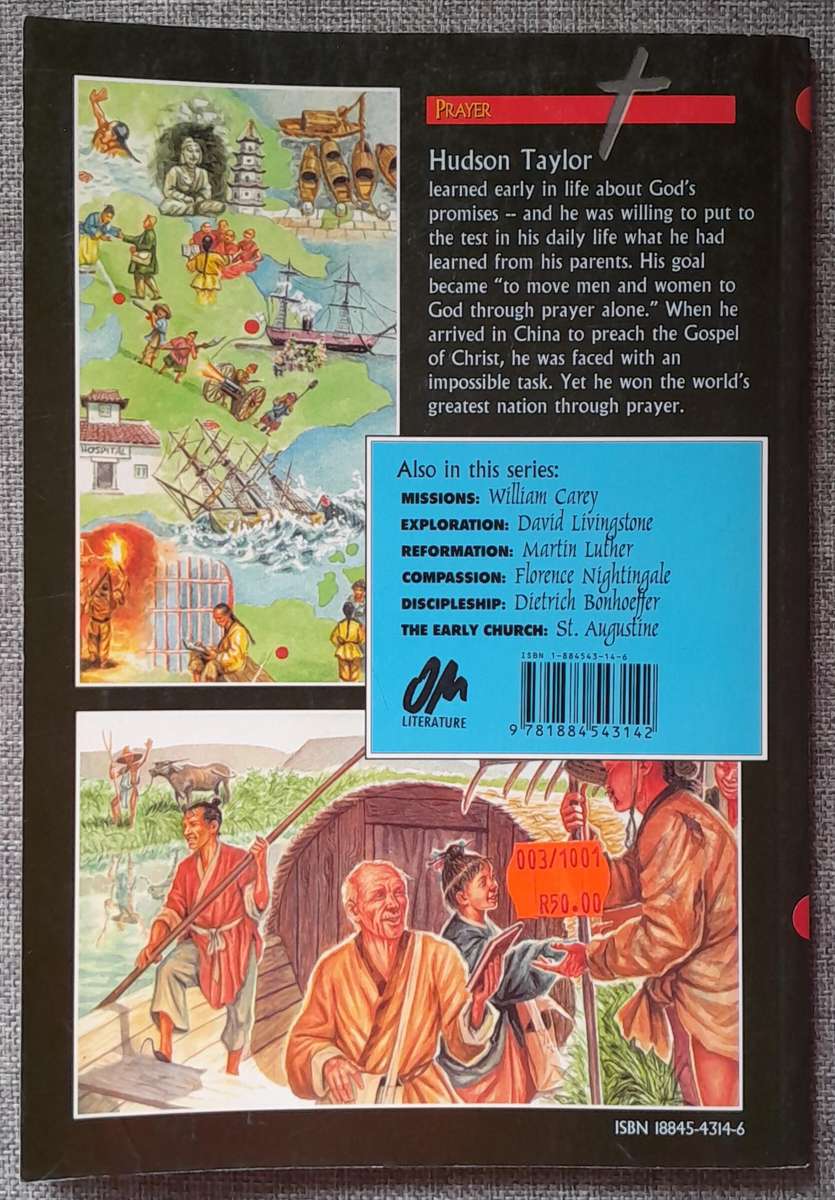 PRAYER
Hudson Taylor
learned early in life about God's
promises -- and he was willing to put to
the test in his daily life what he had
learned from his parents. His goal
became "to move men and women to
God through prayer alone." When he
arrived in China to preach the Gospel
of Christ, he was faced with an
impossible task. Yet he won the world's
greatest nation through prayer.
HOSPITAL
Also in this series:
MISSIONS: William Carey
EXPLORATION: David Livingstone
REFORMATION: Martin Luther
COMPASSION: Florence Nightingale
DISCIPLESHIP: Dietrich Bonhoeffer
THE EARLY CHURCH: St. Augustine
ISBN 1-884543-14-6
OM
LITERATURE
9 781884 543142
003/1001
R50.00
ISBN 18845-4314-6